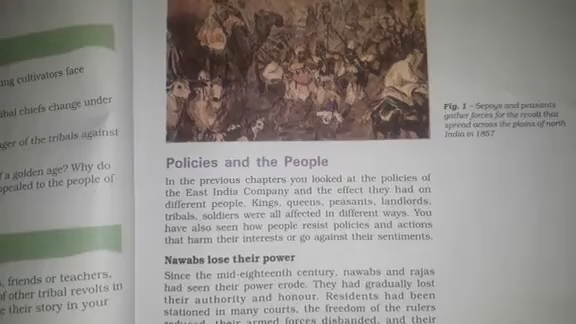 ing cultivators face
ibal chiefs change under
ger of the tribals against
f a golden age? Why do
ppealed to the people of
, friends or teachers,
of other tribal revolts in
e their story in your
Fig. 1 – Sepoys and peasants
gather forces for the revolt that
spread across the plains of north
India in 1857
Policies and the People
In the previous chapters you looked at the policies of
the East India Company and the effect they had on
different people. Kings, queens, peasants, landlords,
tribals, soldiers were all affected in different ways. You
have also seen how people resist policies and actions
that harm their interests or go against their sentiments.
Nawabs lose their power
Since the mid-eighteenth century, nawabs and rajas
had seen their power erode. They had gradually lost
their authority and honour. Residents had been
stationed in many courts, the freedom of the rulers
reduced, their armed forces disbanded, and their